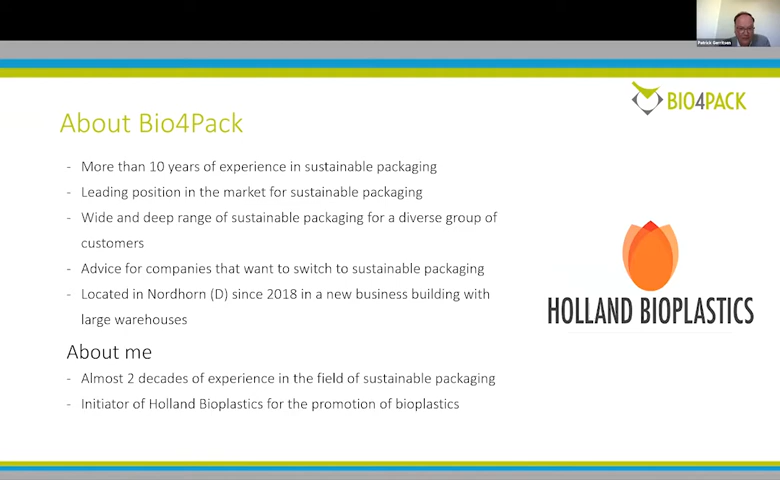 Patrick Gerritsen
BIO4PACK
About Bio4Pack
- More than 10 years of experience in sustainable packaging
- Leading position in the market for sustainable packaging
- Wide and deep range of sustainable packaging for a diverse group of
customers
- Advice for companies that want to switch to sustainable packaging
- Located in Nordhorn (D) since 2018 in a new business building with
large warehouses
HOLLAND BIOPLASTICS
About me
- Almost 2 decades of experience in the field of sustainable packaging
- Initiator of Holland Bioplastics for the promotion of bioplastics